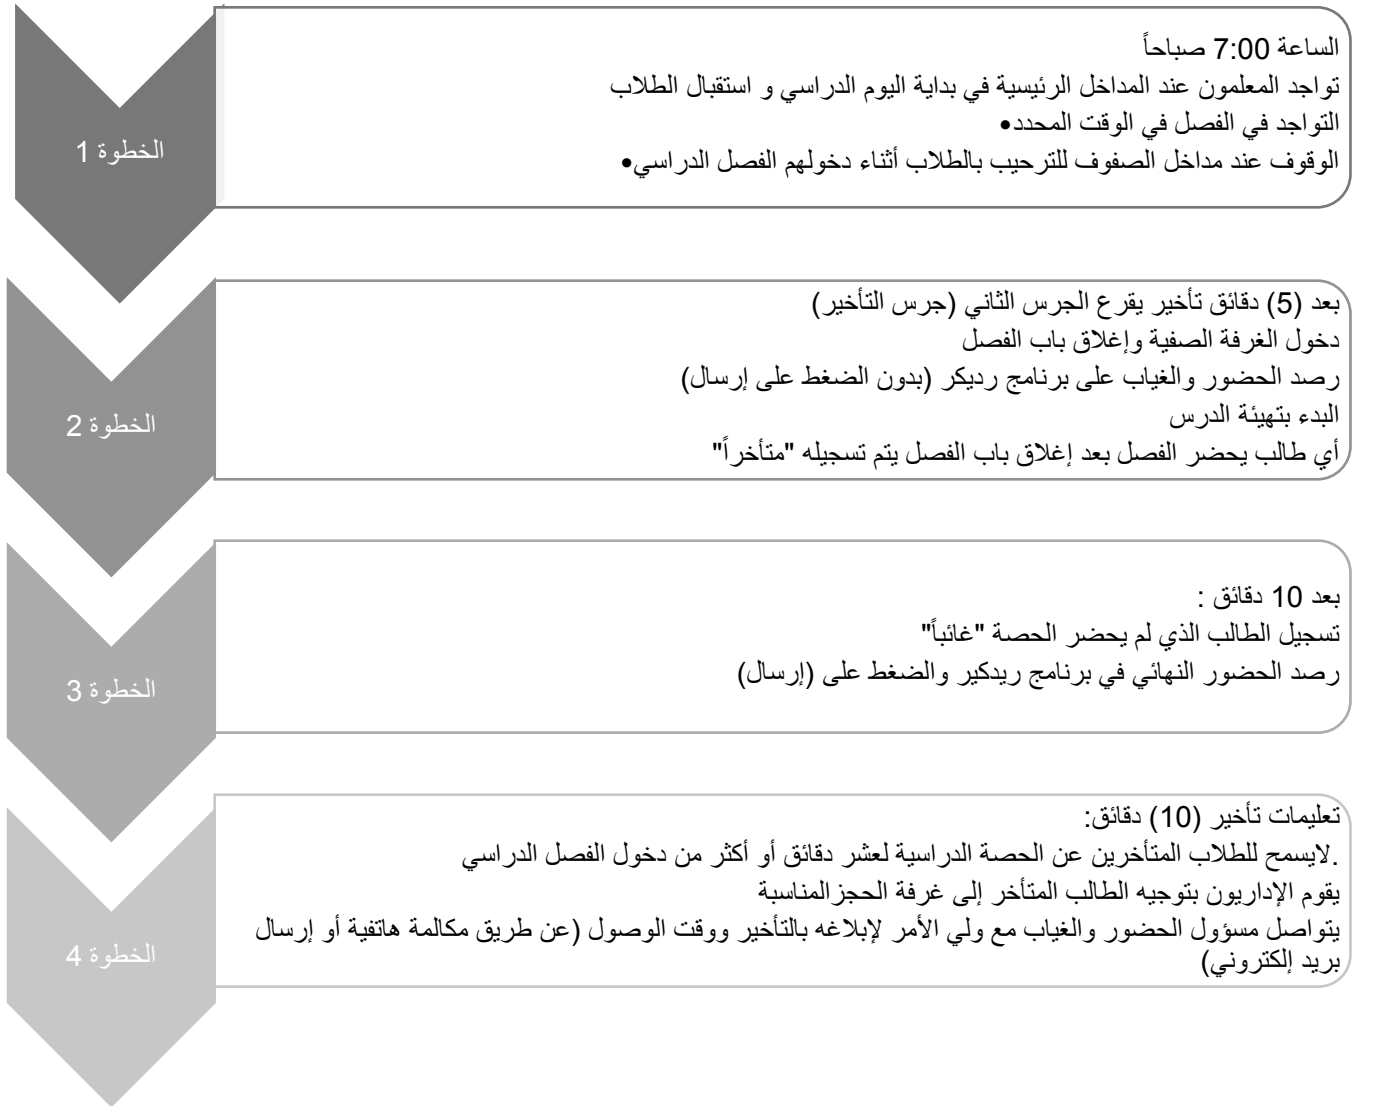 الخطوة 1
الساعة 7:00 صباحاً
تواجد المعلمون عند المداخل الرئيسية في بداية اليوم الدراسي و استقبال الطلاب
التواجد في الفصل في الوقت المحدد•
الوقوف عند مداخل الصفوف للترحيب بالطلاب أثناء دخولهم الفصل الدراسي•
الخطوة 2
بعد (5) دقائق تأخير يقرع الجرس الثاني (جرس التأخير)
دخول الغرفة الصفية وإغلاق باب الفصل
رصد الحضور والغياب على برنامج رديكر (بدون الضغط على إرسال)
البدء بتهيئة الدرس
أي طالب يحضر الفصل بعد إغلاق باب الفصل يتم تسجيله "متأخراً"
الخطوة 3
بعد 10 دقائق :
تسجيل الطالب الذي لم يحضر الحصة "غائباً"
رصد الحضور النهائي في برنامج ريدكير والضغط على (إرسال)
الخطوة 4
تعليمات تأخير (10) دقائق:
.لايسمح للطلاب المتأخرين عن الحصة الدراسية لعشر دقائق أو أكثر من دخول الفصل الدراسي
يقوم الإداريون بتوجيه الطالب المتأخر إلى غرفة الحجزالمناسبة
يتواصل مسؤول الحضور والغياب مع ولي الأمر لإبلاغه بالتأخير ووقت الوصول (عن طريق مكالمة هاتفية أو إرسال
بريد إلكتروني)